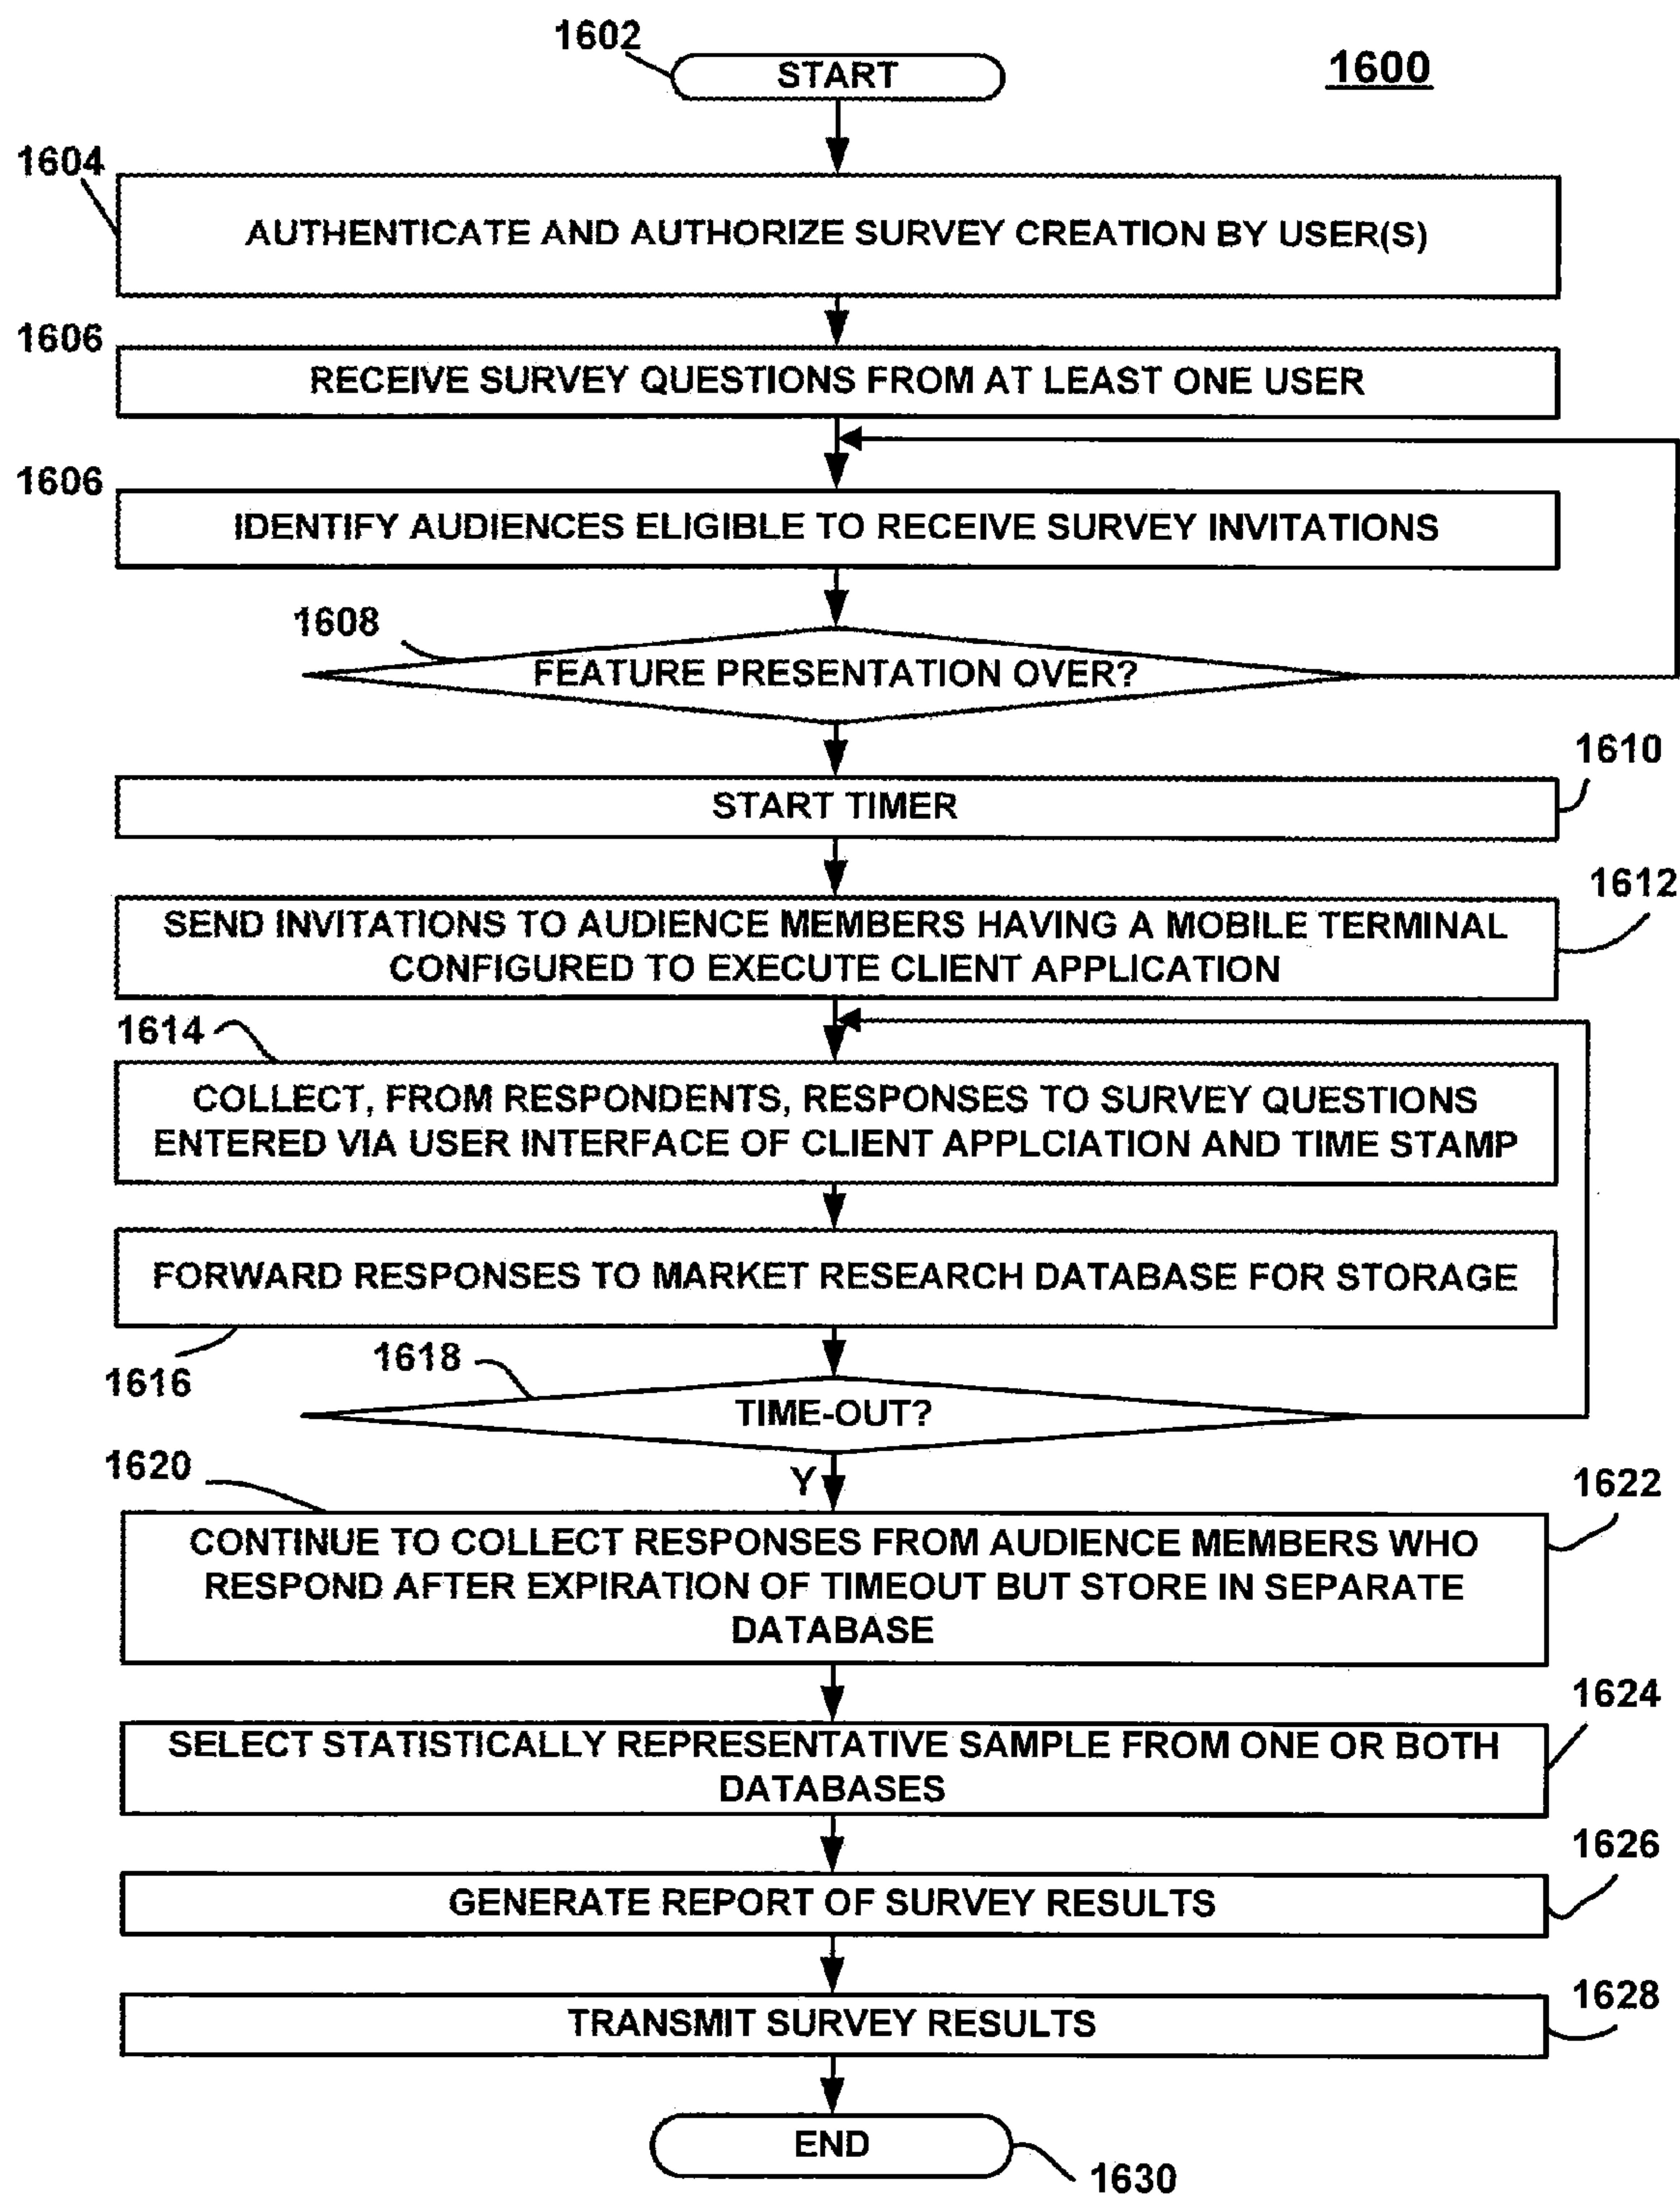 1602
START
1600
1604
AUTHENTICATE AND AUTHORIZE SURVEY CREATION BY USER(S)
1606
RECEIVE SURVEY QUESTIONS FROM AT LEAST ONE USER
1606
IDENTIFY AUDIENCES ELIGIBLE TO RECEIVE SURVEY INVITATIONS
1608
FEATURE PRESENTATION OVER?
1610
START TIMER
1612
SEND INVITATIONS TO AUDIENCE MEMBERS HAVING A MOBILE TERMINAL
CONFIGURED TO EXECUTE CLIENT APPLICATION
1614
COLLECT, FROM RESPONDENTS, RESPONSES TO SURVEY QUESTIONS
ENTERED VIA USER INTERFACE OF CLIENT APPLCIATION AND TIME STAMP
FORWARD RESPONSES TO MARKET RESEARCH DATABASE FOR STORAGE
1616
1618
TIME-OUT?
Y
1620
1622
CONTINUE TO COLLECT RESPONSES FROM AUDIENCE MEMBERS WHO
RESPOND AFTER EXPIRATION OF TIMEOUT BUT STORE IN SEPARATE
DATABASE
1624
SELECT STATISTICALLY REPRESENTATIVE SAMPLE FROM ONE OR BOTH
DATABASES
1626
GENERATE REPORT OF SURVEY RESULTS
1628
TRANSMIT SURVEY RESULTS
END
1630